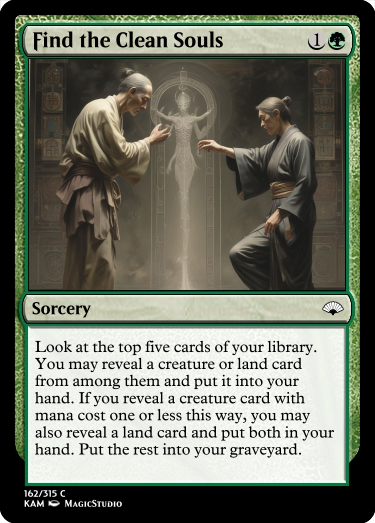 Find the Clean Souls 1
Sorcery
Look at the top five cards of your library.
You may reveal a creature or land card
from among them and put it into your
hand. If you reveal a creature card with
mana cost one or less this way, you may
also reveal a land card and put both in your
hand. Put the rest into your graveyard.
162/315 C
KAM MagicStudio